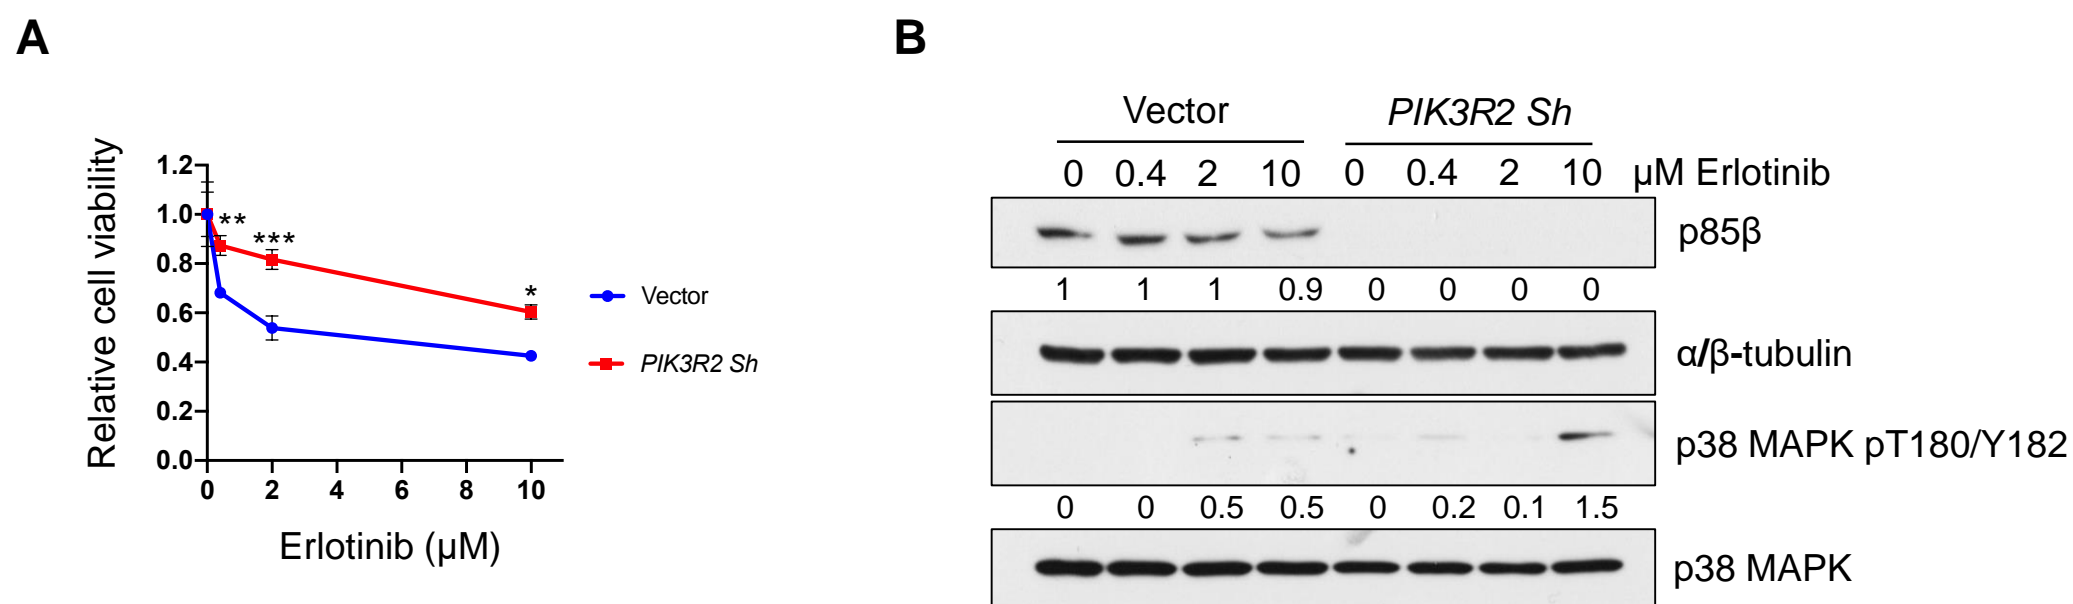 A
Relative cell viability
1.2
1.0
0.8
0.6
0.4
0.2
0.0
**
***
*
0 2 4 6 8 10
Erlotinib (µM)
Vector
PIK3R2 Sh
B
Vector PIK3R2 Sh
0 0.4 2 10 0 0.4 2 10 µM Erlotinib
p85β
1 1 1 0.9 0 0 0 0
α/β-tubulin
p38 MAPK pT180/Y182
0 0 0.5 0.5 0 0.2 0.1 1.5
p38 MAPK